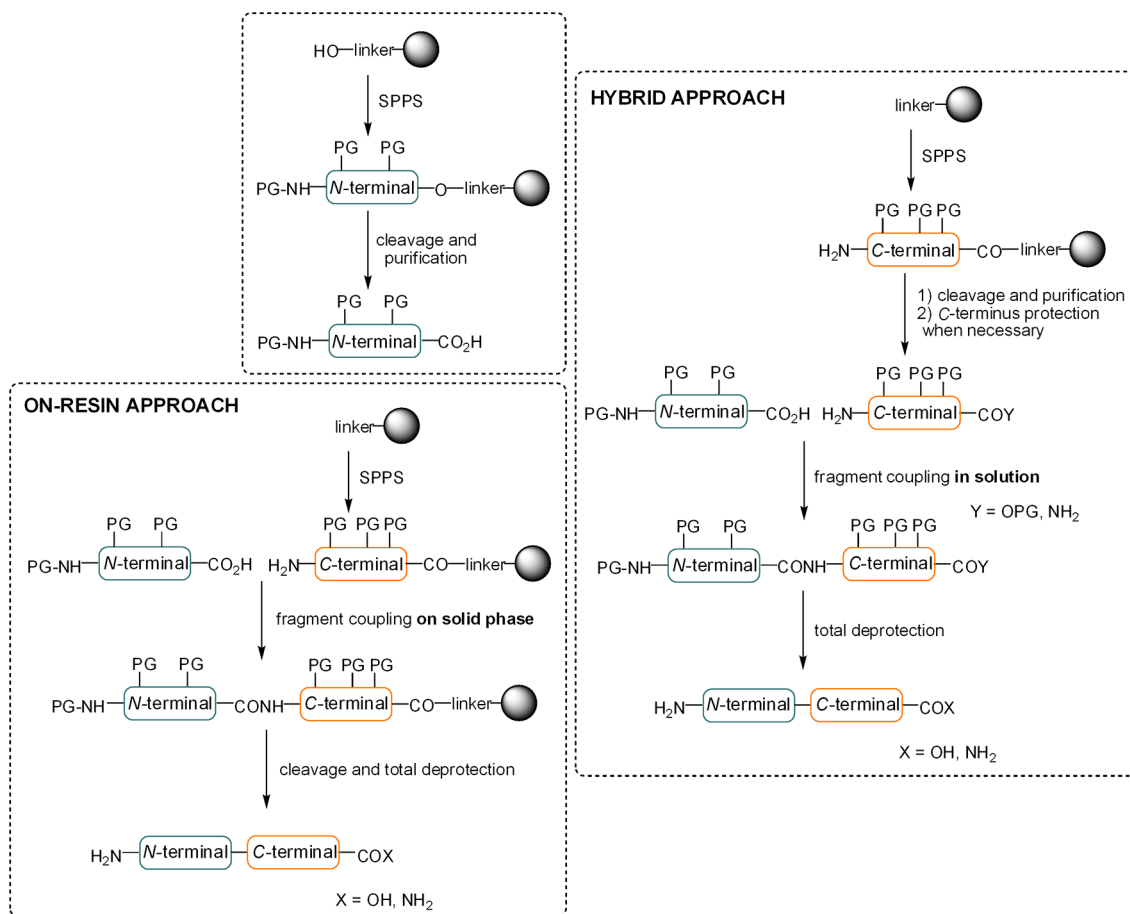 HO—linker
SPPS
PG PG
PG-NH N-terminal O linker
cleavage and
purification
PG PG
PG-NH N-terminal CO₂H
ON-RESIN APPROACH
linker
SPPS
PG PG PG PG PG
PG-NH N-terminal CO₂H H₂N C-terminal CO linker
fragment coupling on solid phase
PG PG PG PG PG
PG-NH N-terminal CONH C-terminal CO linker
cleavage and total deprotection
H₂N N-terminal C-terminal COX
X = OH, NH₂
HYBRID APPROACH
linker
SPPS
PG PG PG
H₂N C-terminal CO linker
1) cleavage and purification
2) C-terminus protection
when necessary
PG PG PG PG PG
PG-NH N-terminal CO₂H H₂N C-terminal COY
fragment coupling in solution
Y = OPG, NH₂
PG PG PG PG PG
PG-NH N-terminal CONH C-terminal COY
total deprotection
H₂N N-terminal C-terminal COX
X = OH, NH₂